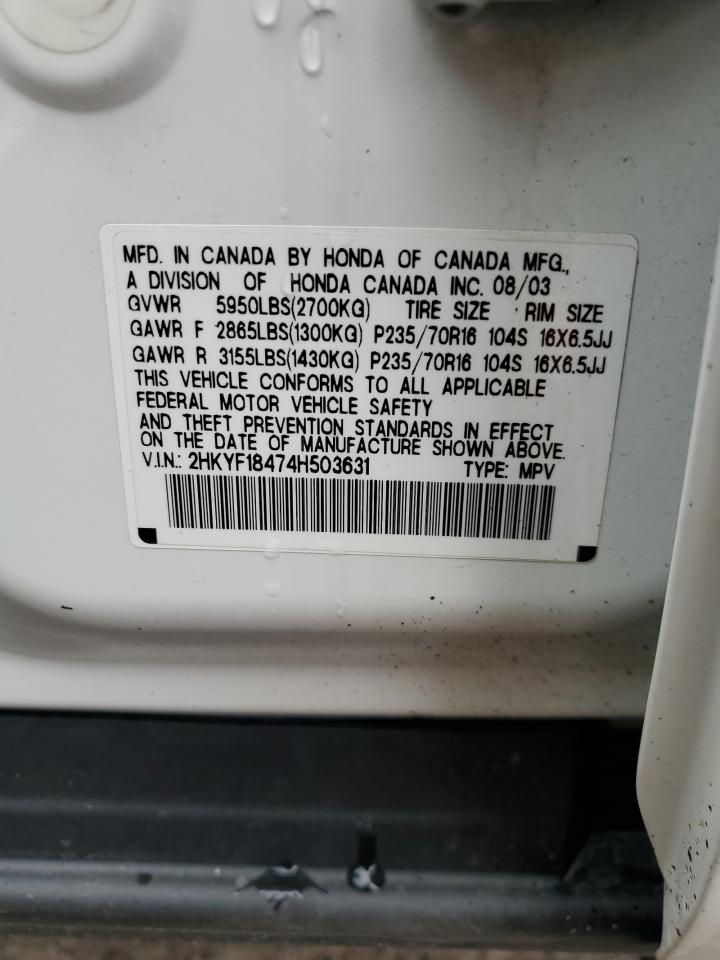 MFD. IN CANADA BY HONDA OF CANADA MFG.,
A DIVISION OF HONDA CANADA INC. 08/03
GVWR 5950LBS(2700KG) TIRE SIZE RIM SIZE
GAWR F 2865LBS(1300KG) P235/70R16 104S 16X6.5JJ
GAWR R 3155LBS(1430KG) P235/70R16 104S 16X6.5JJ
THIS VEHICLE CONFORMS TO ALL APPLICABLE
FEDERAL MOTOR VEHICLE SAFETY
AND THEFT PREVENTION STANDARDS IN EFFECT
ON THE DATE OF MANUFACTURE SHOWN ABOVE.
V.I.N.: 2HKYF18474H503631 TYPE: MPV